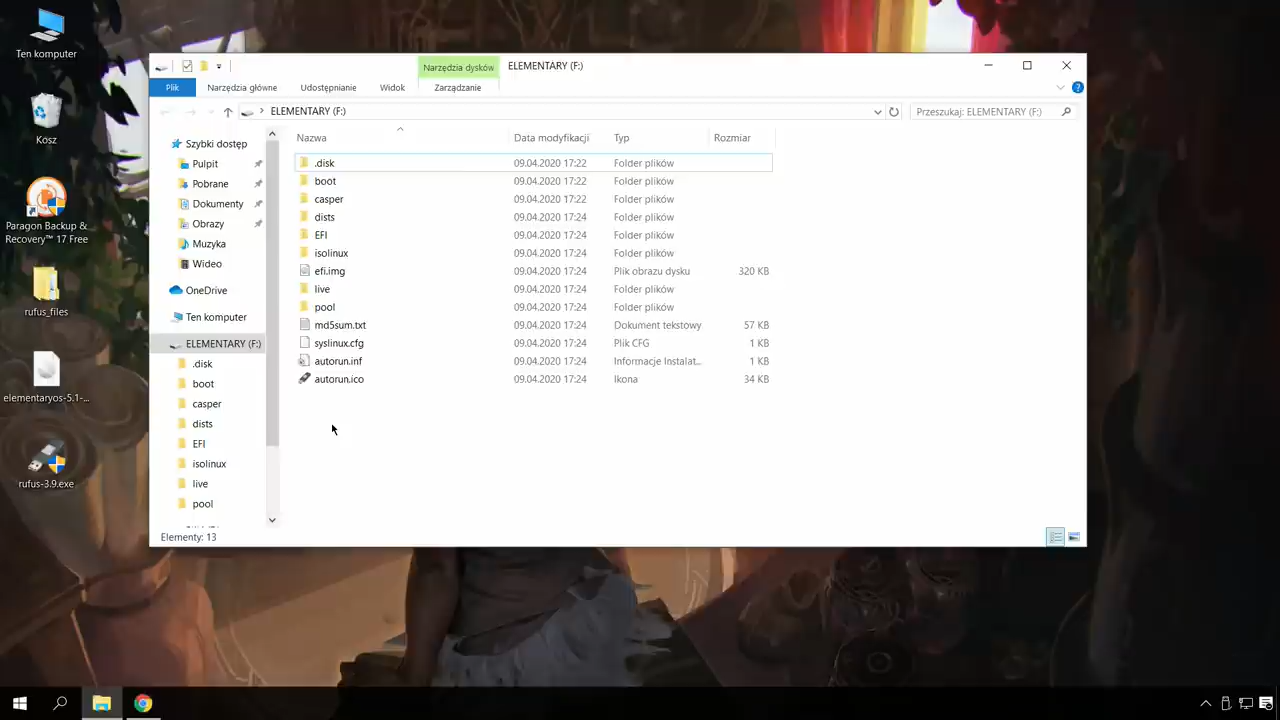 Ten komputer
Kosz
Paragon Backup &
Recovery™ 17 Free
rufus_files
elementaryos-5.1-...
rufus-3.9.exe
Narzędzia dysków
ELEMENTARY (F:)
Plik
Narzędzia główne
Udostępnianie
Widok
Zarządzanie
ELEMENTARY (F:)
Przeszukaj: ELEMENTARY (F:)
Szybki dostęp
Pulpit
Pobrane
Dokumenty
Obrazy
Muzyka
Wideo
OneDrive
Ten komputer
ELEMENTARY (F:)
.disk
boot
casper
dists
EFI
isolinux
live
pool
Nazwa Data modyfikacji Typ Rozmiar
.disk 09.04.2020 17:22 Folder plików
boot 09.04.2020 17:22 Folder plików
casper 09.04.2020 17:22 Folder plików
dists 09.04.2020 17:24 Folder plików
EFI 09.04.2020 17:24 Folder plików
isolinux 09.04.2020 17:24 Folder plików
efi.img 09.04.2020 17:24 Plik obrazu dysku 320 KB
live 09.04.2020 17:24 Folder plików
pool 09.04.2020 17:24 Folder plików
md5sum.txt 09.04.2020 17:24 Dokument tekstowy 57 KB
syslinux.cfg 09.04.2020 17:24 Plik CFG 1 KB
autorun.inf 09.04.2020 17:24 Informacje Instalat... 1 KB
autorun.ico 09.04.2020 17:24 Ikona 34 KB
Elementy: 13